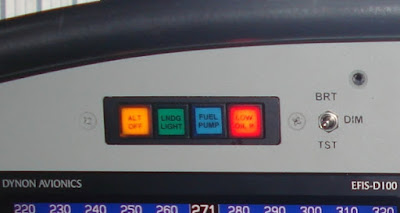 BRT
ALT LRDG FUEL LOW
OFF LIGHT PUMP OIL P
DIM
TST
DYNON AVIONICS EFIS-D100
220 230 240 250 260 271 280 290 300 310 320